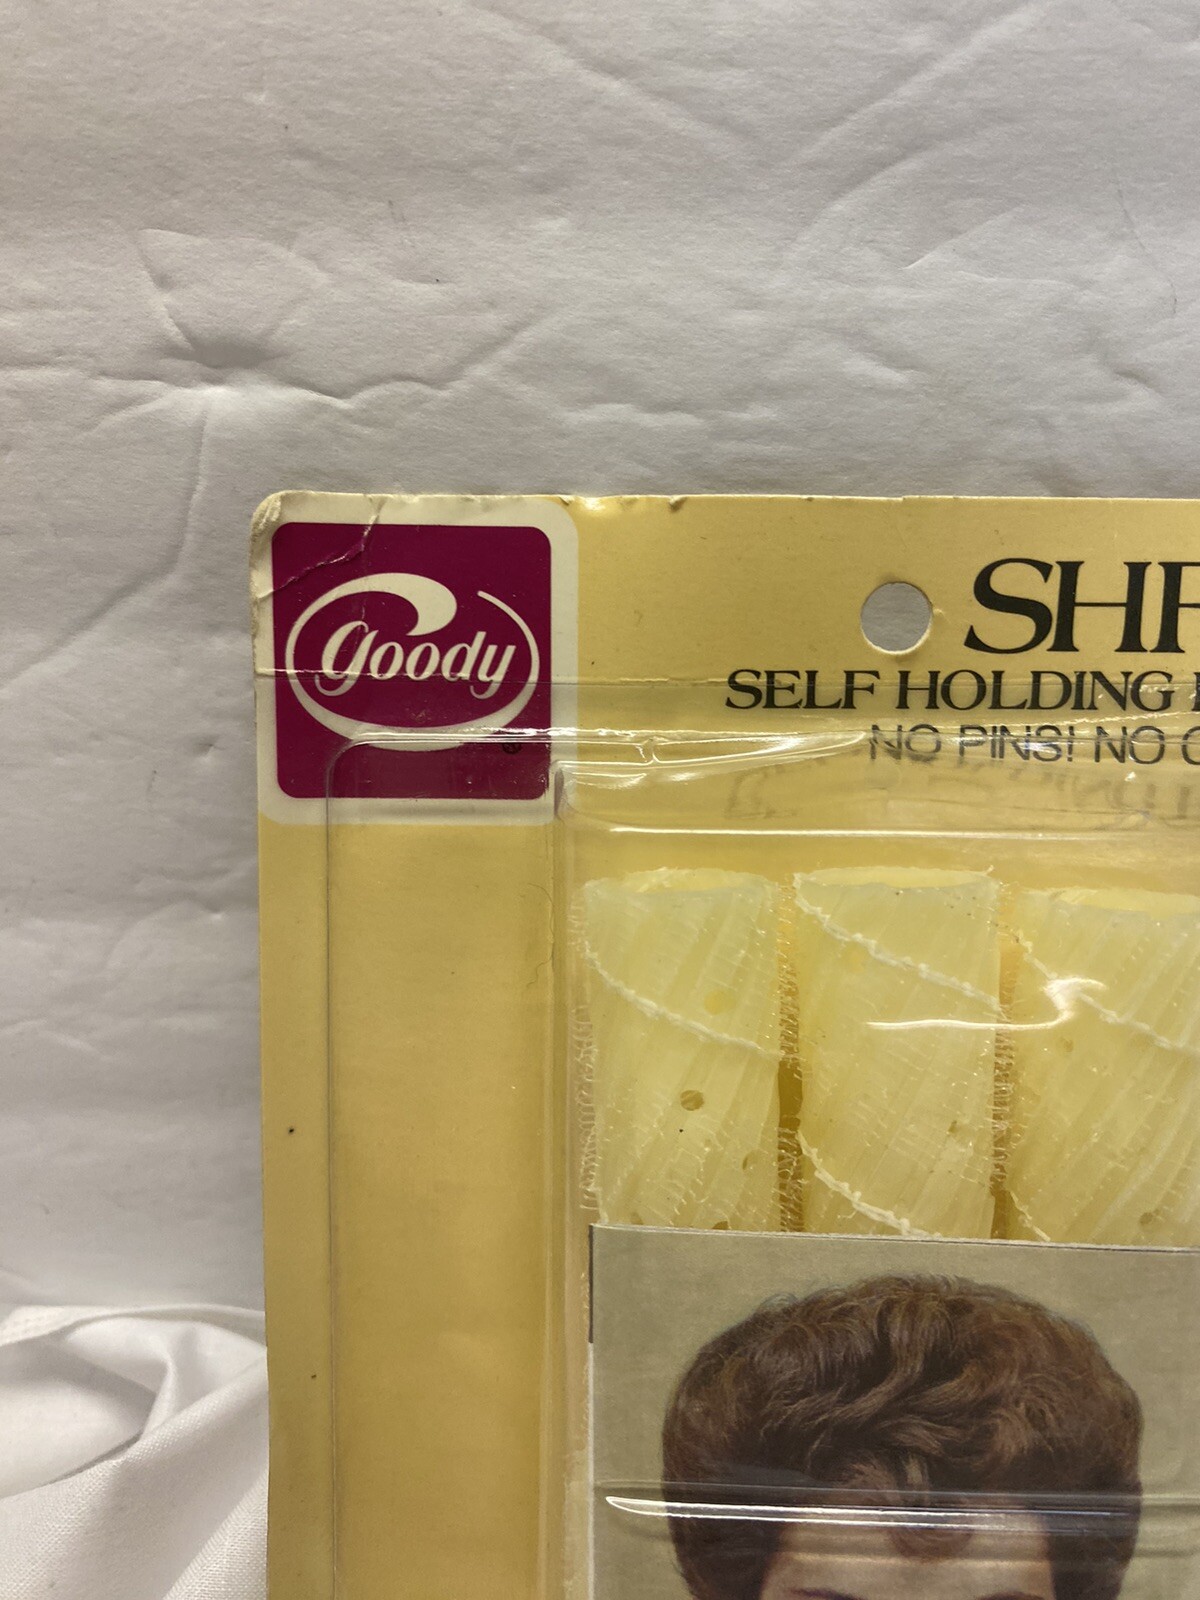 goody
SHR
SELF HOLDING
NO PINS! NO